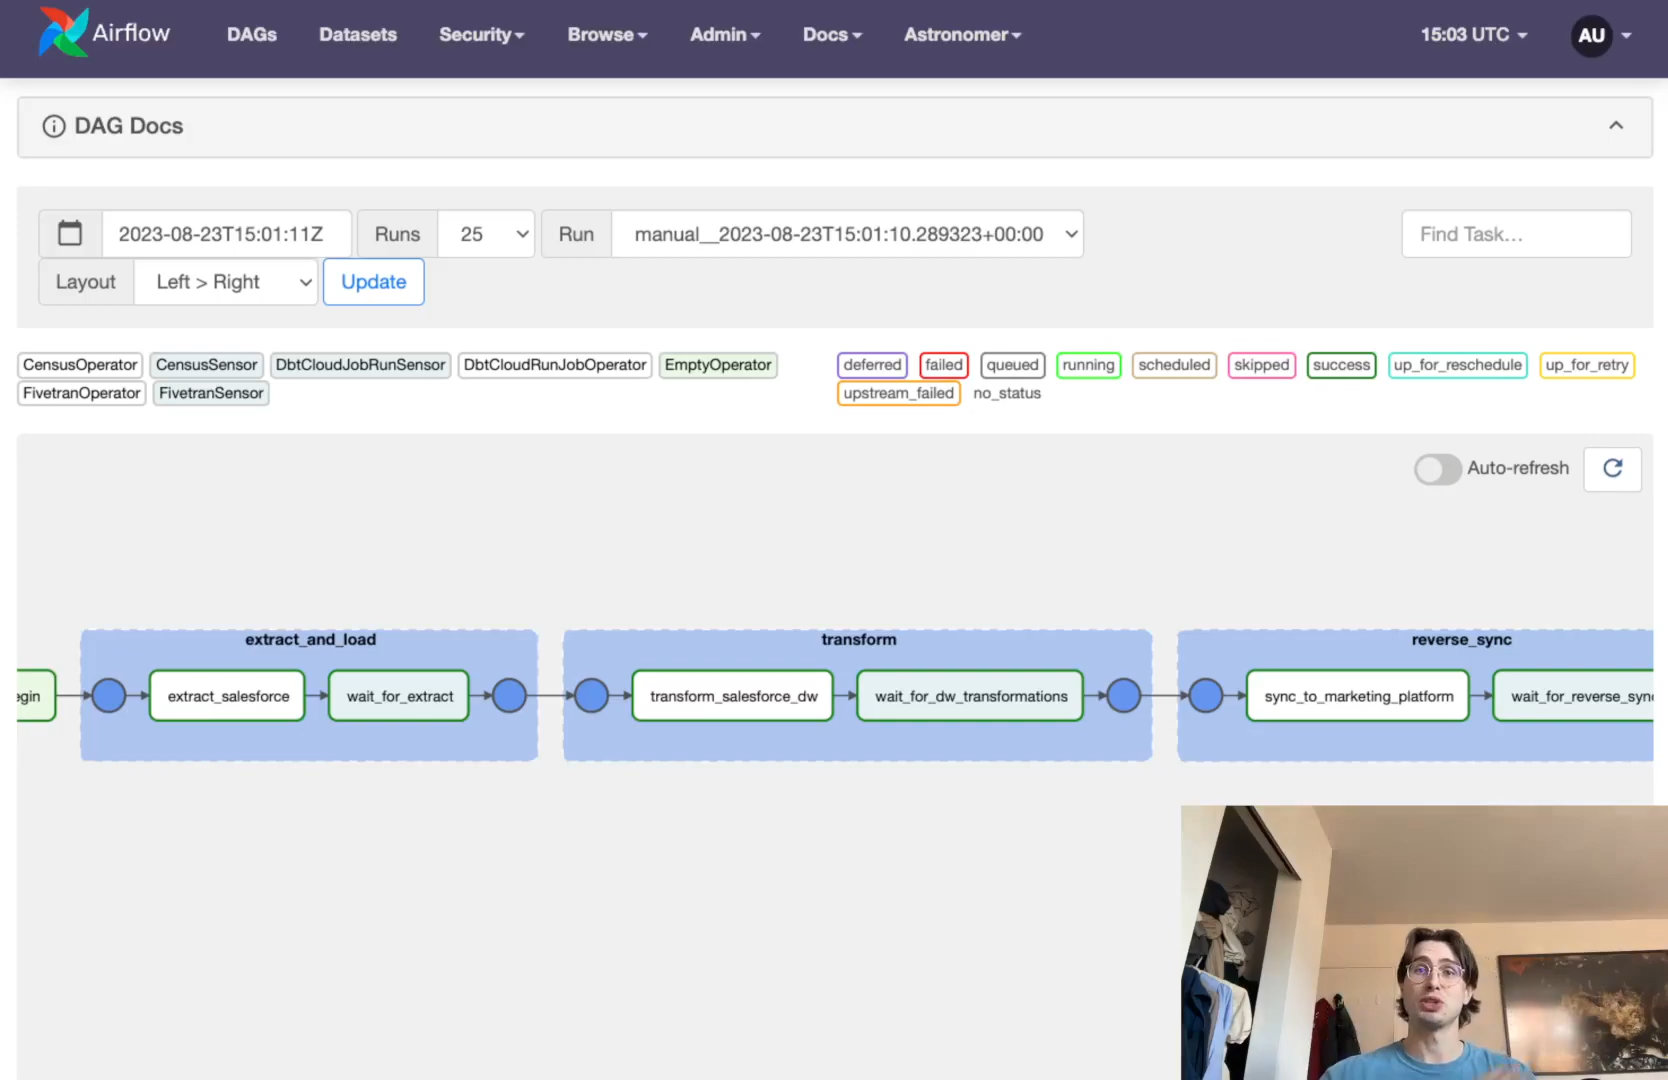 Airflow DAGs Datasets Security Browse Admin Docs Astronomer 15:03 UTC AU
DAG Docs
2023-08-23T15:01:11Z Runs 25 Run manual__2023-08-23T15:01:10.289323+00:00 Find Task...
Layout Left > Right Update
CensusOperator CensusSensor DbtCloudJobRunSensor DbtCloudRunJobOperator EmptyOperator deferred failed queued running scheduled skipped success up_for_reschedule up_for_retry
FivetranOperator FivetranSensor upstream_failed no_status
Auto-refresh
extract_and_load transform reverse_sync
egin extract_salesforce wait_for_extract transform_salesforce_dw wait_for_dw_transformations sync_to_marketing_platform wait_for_reverse_syn